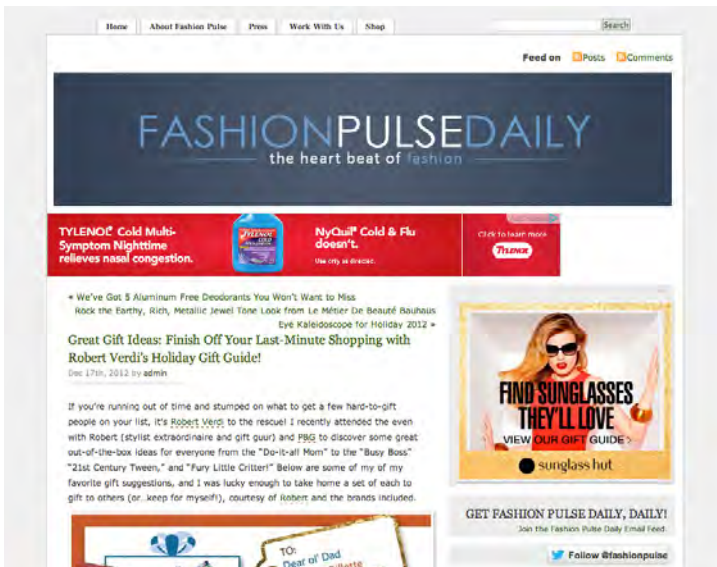 Home About Fashion Pulse Press Work With Us Shop Search
Feed on Posts Comments
FASHIONPULSEDAILY
the heart beat of fashion
TYLENOL® Cold Multi-
Symptom Nighttime
relieves nasal congestion.
TYLENOL
COLD
NyQuil® Cold & Flu
doesn't.
Use only as directed.
Click to learn more
TYLENOL
« We've Got 5 Aluminum Free Deodorants You Won't Want to Miss
Rock the Earthy, Rich, Metallic Jewel Tone Look from Le Métier De Beauté Bauhaus
Eye Kaleidoscope for Holiday 2012 »
Great Gift Ideas: Finish Off Your Last-Minute Shopping with
Robert Verdi's Holiday Gift Guide!
Dec 17th, 2012 by admin
If you're running out of time and stumped on what to get a few hard-to-gift
people on your list, it's Robert Verdi to the rescue! I recently attended the even
with Robert (stylist extraordinaire and gift guur) and PBG to discover some great
out-of-the-box ideas for everyone from the "Do-it-all Mom" to the "Busy Boss"
"21st Century Tween," and "Fury Little Critter!" Below are some of my of my
favorite gift suggestions, and I was lucky enough to take home a set of each to
gift to others (or…keep for myself!), courtesy of Robert and the brands included.
TO:
Dear ol' Dad
FIND SUNGLASSES
THEY'LL LOVE
VIEW OUR GIFT GUIDE >
sunglass hut
GET FASHION PULSE DAILY, DAILY!
Join the Fashion Pulse Daily Email Feed.
Follow @fashionpulse